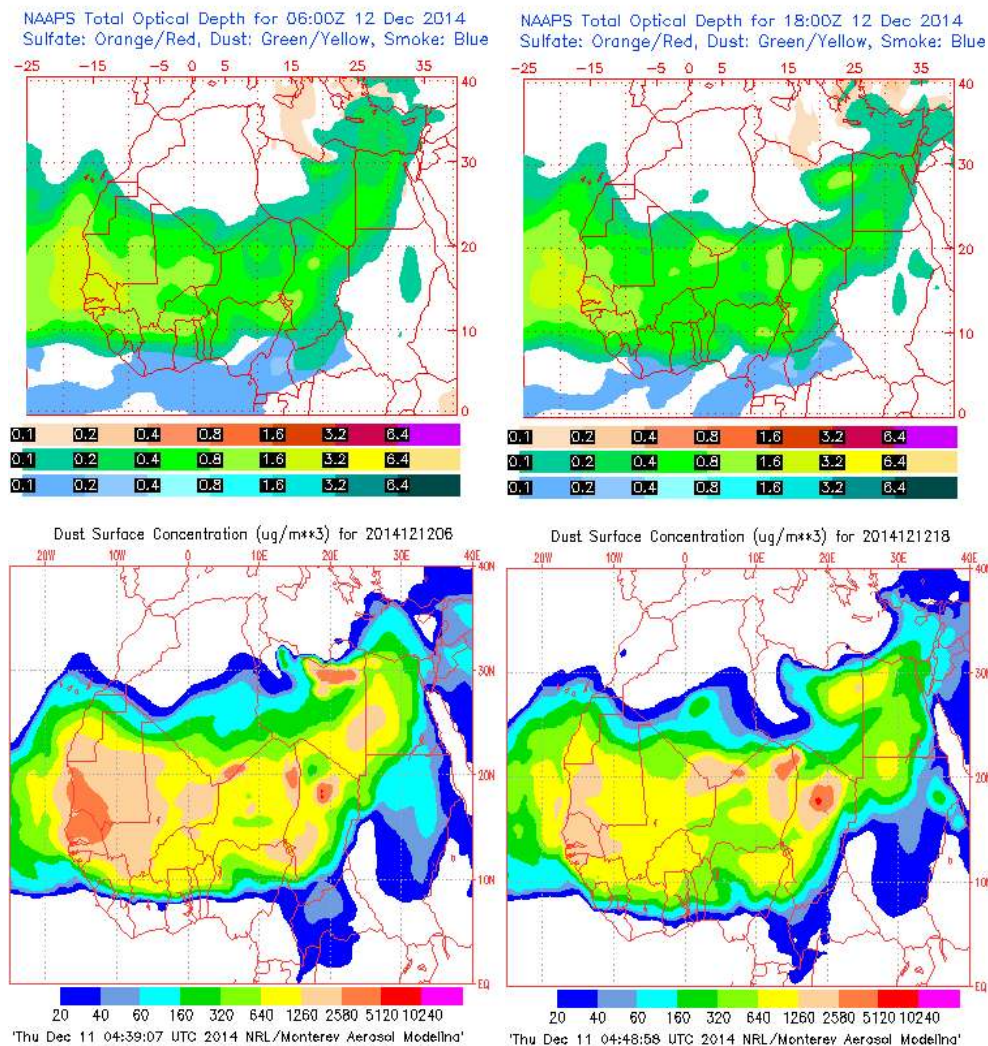 NAAPS Total Optical Depth for 06:00Z 12 Dec 2014
Sulfate: Orange/Red, Dust: Green/Yellow, Smoke: Blue
-25 -15 -5 5 15 25 35
40
30
20
10
0
0.1 0.2 0.4 0.8 1.6 3.2 6.4
0.1 0.2 0.4 0.8 1.6 3.2 6.4
0.1 0.2 0.4 0.8 1.6 3.2 6.4
NAAPS Total Optical Depth for 18:00Z 12 Dec 2014
Sulfate: Orange/Red, Dust: Green/Yellow, Smoke: Blue
-25 -15 -5 5 15 25 35
40
30
20
10
0
0.1 0.2 0.4 0.8 1.6 3.2 6.4
0.1 0.2 0.4 0.8 1.6 3.2 6.4
0.1 0.2 0.4 0.8 1.6 3.2 6.4
Dust Surface Concentration (ug/m**3) for 2014121206
20W 10W 0 10E 20E 30E 40E
40N
30N
20N
10N
EQ
20 40 60 160 320 640 1260 2580 5120 10240
'Thu Dec 11 04:39:07 UTC 2014 NRL/Monterey Aerosol Modeling'
Dust Surface Concentration (ug/m**3) for 2014121218
20W 10W 0 10E 20E 30E 40E
40N
30N
20N
10N
EQ
20 40 60 160 320 640 1260 2580 5120 10240
'Thu Dec 11 04:48:58 UTC 2014 NRL/Monterey Aerosol Modeling'